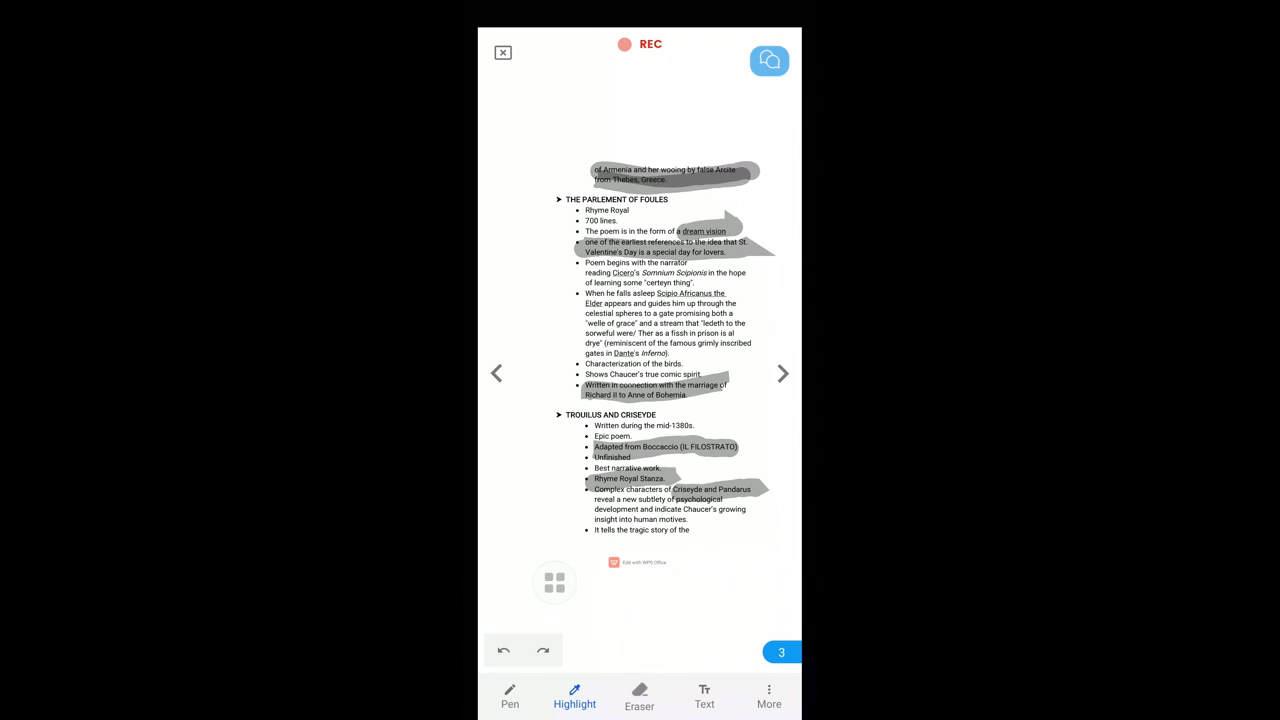 REC
of Armenia and her wooing by false Arcite
from Thebes, Greece.
➤ THE PARLEMENT OF FOULES
• Rhyme Royal
• 700 lines.
• The poem is in the form of a dream vision
• one of the earliest references to the idea that St.
Valentine's Day is a special day for lovers.
• Poem begins with the narrator
reading Cicero's Somnium Scipionis in the hope
of learning some "certeyn thing".
• When he falls asleep Scipio Africanus the
Elder appears and guides him up through the
celestial spheres to a gate promising both a
"welle of grace" and a stream that "ledeth to the
sorweful were/ Ther as a fissh in prison is al
drye" (reminiscent of the famous grimly inscribed
gates in Dante's Inferno).
• Characterization of the birds.
• Shows Chaucer's true comic spirit.
• Written in connection with the marriage of
Richard II to Anne of Bohemia.
➤ TROUILUS AND CRISEYDE
• Written during the mid-1380s.
• Epic poem.
• Adapted from Boccaccio (IL FILOSTRATO)
• Unfinished
• Best narrative work.
• Rhyme Royal Stanza.
• Complex characters of Criseyde and Pandarus
reveal a new subtlety of psychological
development and indicate Chaucer's growing
insight into human motives.
• It tells the tragic story of the
Edit with WPS Office
3
Pen Highlight Eraser Text More